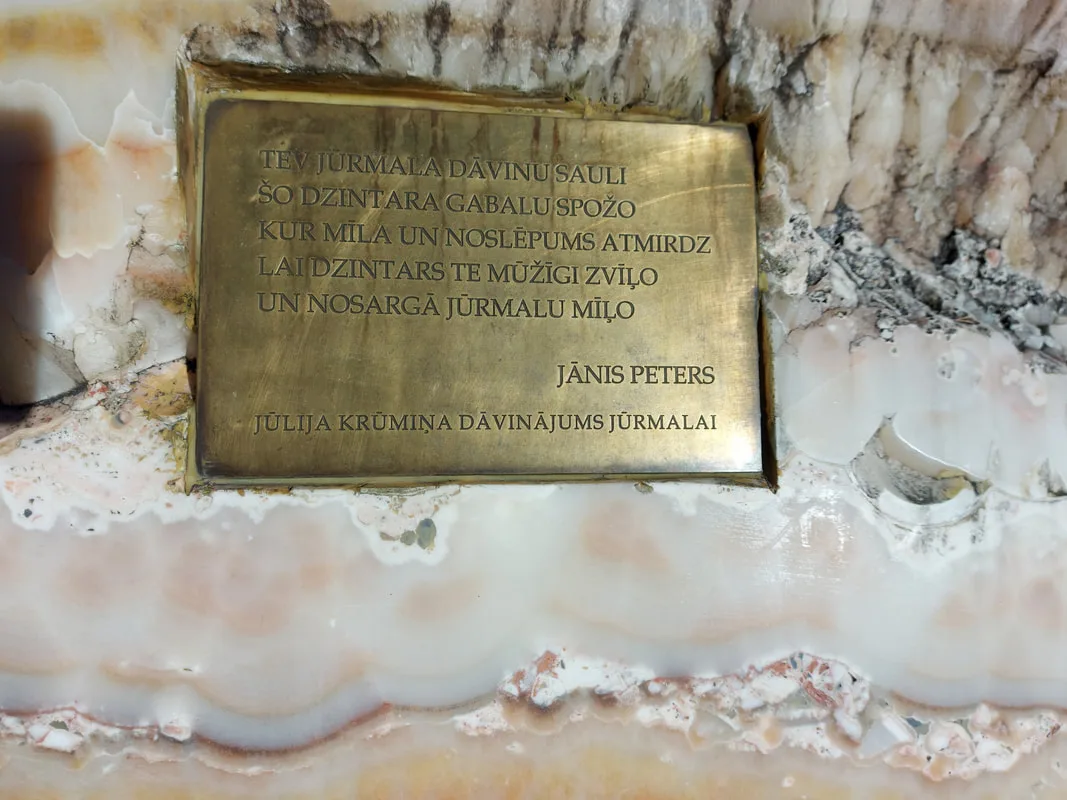 TEV JŪRMALA DĀVINU SAULI
ŠO DZINTARA GABALU SPOŽO
KUR MĪLA UN NOSLĒPUMS ATMIRDZ
LAI DZINTARS TE MŪŽĪGI ZVĪĻO
UN NOSARGĀ JŪRMALU MĪĻO
JĀNIS PETERS
JŪLIJA KRŪMIŅA DĀVINĀJUMS JŪRMALAI